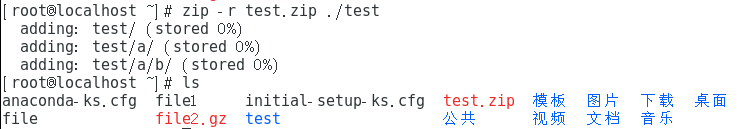 [root@localhost ~]# zip -r test.zip ./test
  adding: test/ (stored 0%)
  adding: test/a/ (stored 0%)
  adding: test/a/b/ (stored 0%)
[root@localhost ~]# ls
anaconda-ks.cfg  file1  initial-setup-ks.cfg  test.zip  模板  图片  下载  桌面
file  file2.gz  test  公共  视频  文档  音乐